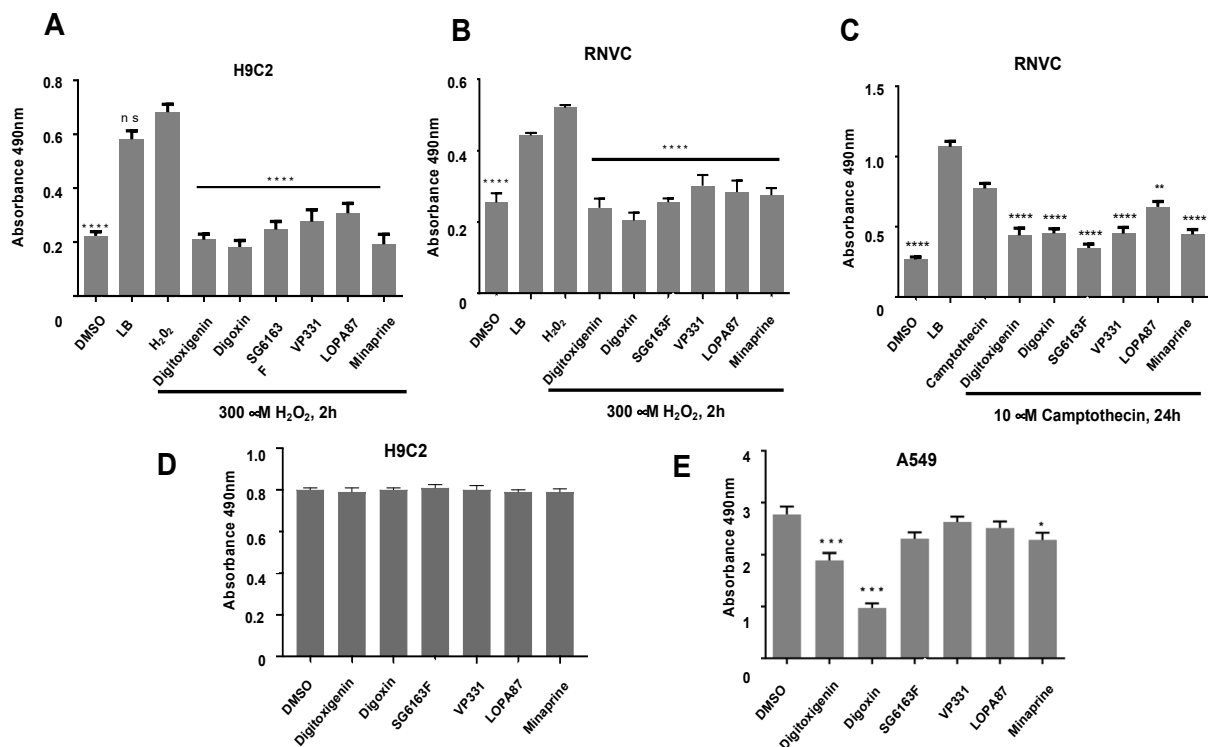 A
H9C2
Absorbance 490nm
0.8
0.6
0.4
0.2
0
****
n s
****
DMSO
LB
H₂0₂
Digitoxigenin
Digoxin
SG6163
F
VP331
LOPA87
Minaprine
300 ∝M H₂O₂, 2h
B
RNVC
Absorbance 490nm
0.6
0.4
0.2
0
****
****
DMSO
LB
H₂0₂
Digitoxigenin
Digoxin
SG6163F
VP331
LOPA87
Minaprine
300 ∝M H₂O₂, 2h
C
RNVC
Absorbance 490nm
1.5
1.0
0.5
0
****
****
****
****
****
**
****
DMSO
LB
Camptothecin
Digitoxigenin
Digoxin
SG6163F
VP331
LOPA87
Minaprine
10 ∝M Camptothecin, 24h
D
H9C2
Absorbance 490nm
1.0
0.8
0.6
0.4
0.2
0
DMSO
Digitoxigenin
Digoxin
SG6163F
VP331
LOPA87
Minaprine
E
A549
Absorbance 490nm
4
3
2
1
0
***
***
*
DMSO
Digitoxigenin
Digoxin
SG6163F
VP331
LOPA87
Minaprine